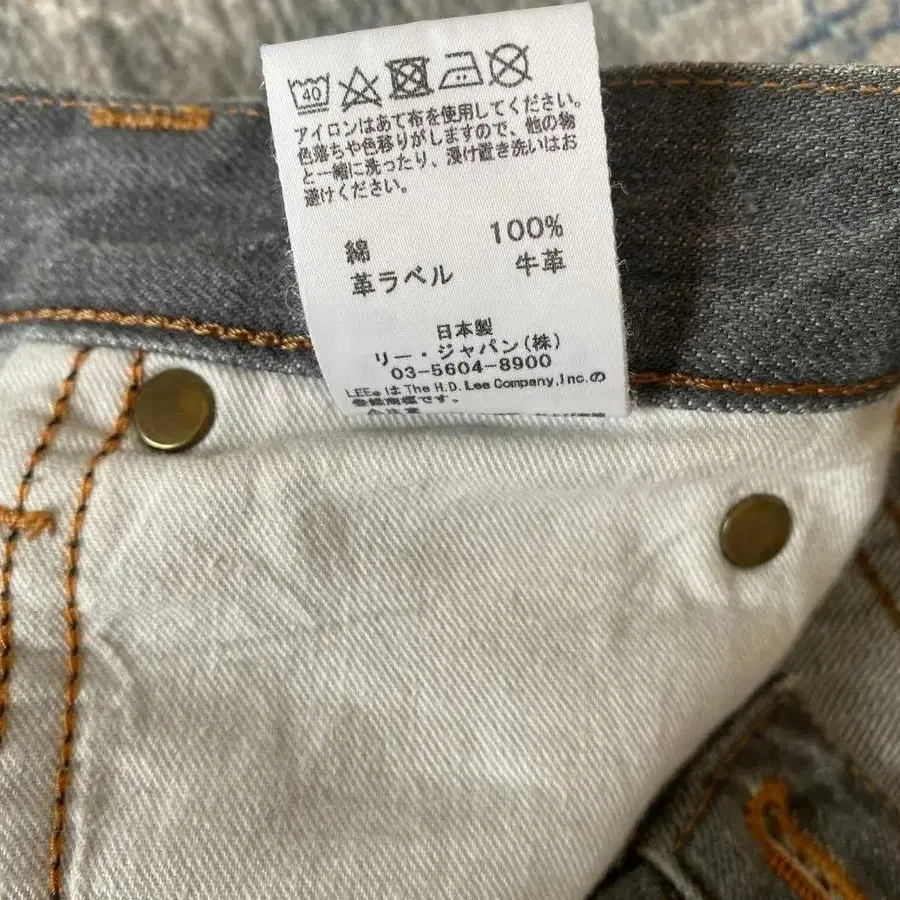 40
アイロンはあて布を使用してください。
色落ちや色移りがしますので、他の物
と一緒に洗ったり、浸け置き洗いはお
避けください。
綿 100%
革ラベル 牛革
日本製
リー・ジャパン(株)
03-5604-8900
LEE® は The H.D. Lee Company, Inc.の
登録商標です。